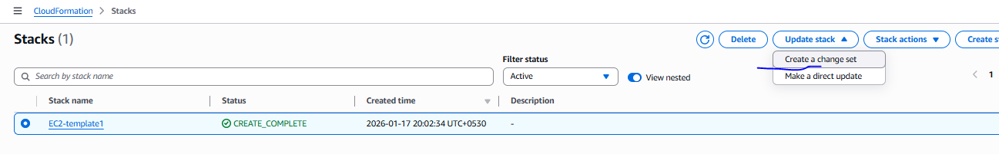 CloudFormation > Stacks
Stacks (1)
Delete
Update stack
Stack actions
Create s
Create a change set
Make a direct update
Filter status
Search by stack name
Active
View nested
1
Stack name
Status
Created time
Description
EC2-template1
CREATE_COMPLETE
2026-01-17 20:02:34 UTC+0530
-